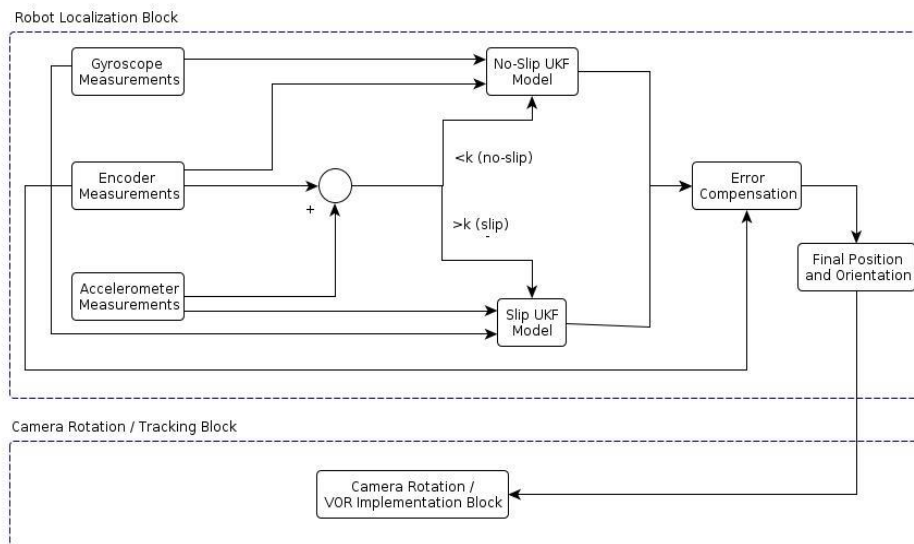 Robot Localization Block
Gyroscope
Measurements
No-Slip UKF
Model
<k (no-slip)
Encoder
Measurements
+
Error
Compensation
>k (slip)
-
Final Position
and Orientation
Accelerometer
Measurements
Slip UKF
Model
Camera Rotation / Tracking Block
Camera Rotation /
VOR Implementation Block